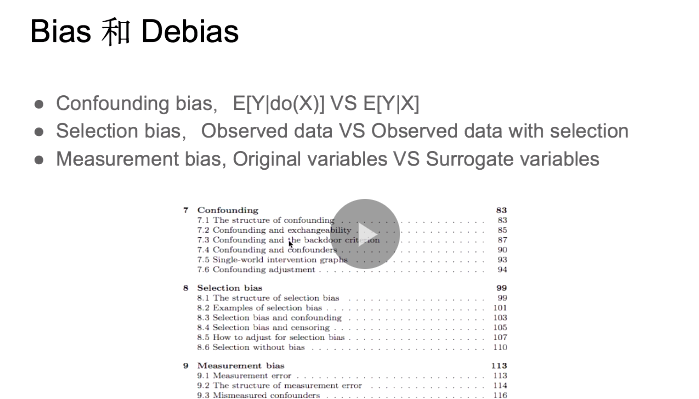 Bias 和 Debias
● Confounding bias,   E[Y|do(X)] VS E[Y|X]
● Selection bias,   Observed data VS Observed data with selection
● Measurement bias, Original variables VS Surrogate variables
7 Confounding 83
7.1 The structure of confounding . . . . . . . . . . 83
7.2 Confounding and exchangeability . . . . . . . . . . 85
7.3 Confounding and the backdoor criterion . . . . . . . . . . 87
7.4 Confounding and confounders . . . . . . . . . . 90
7.5 Single-world intervention graphs . . . . . . . . . . 93
7.6 Confounding adjustment . . . . . . . . . . 94
8 Selection bias 99
8.1 The structure of selection bias . . . . . . . . . . 99
8.2 Examples of selection bias . . . . . . . . . . 101
8.3 Selection bias and confounding . . . . . . . . . . 103
8.4 Selection bias and censoring . . . . . . . . . . 105
8.5 How to adjust for selection bias . . . . . . . . . . 107
8.6 Selection without bias . . . . . . . . . . 110
9 Measurement bias 113
9.1 Measurement error . . . . . . . . . . 113
9.2 The structure of measurement error . . . . . . . . . . 114
9.3 Mismeasured confounders . . . . . . . . . . 116